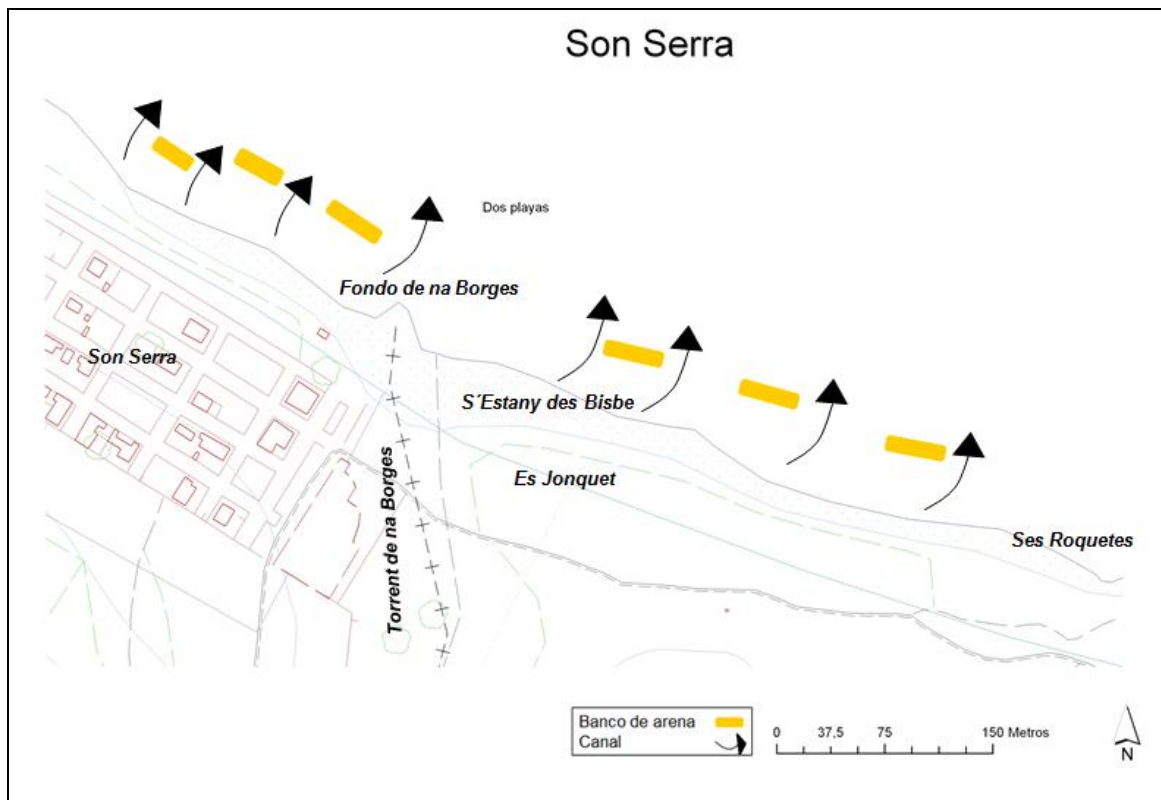 Son Serra
Dos playas
Fondo de na Borges
Son Serra
S´Estany des Bisbe
Es Jonquet
Torrent de na Borges
Ses Roquetes
Banco de arena
Canal
0 37,5 75 150 Metros
N